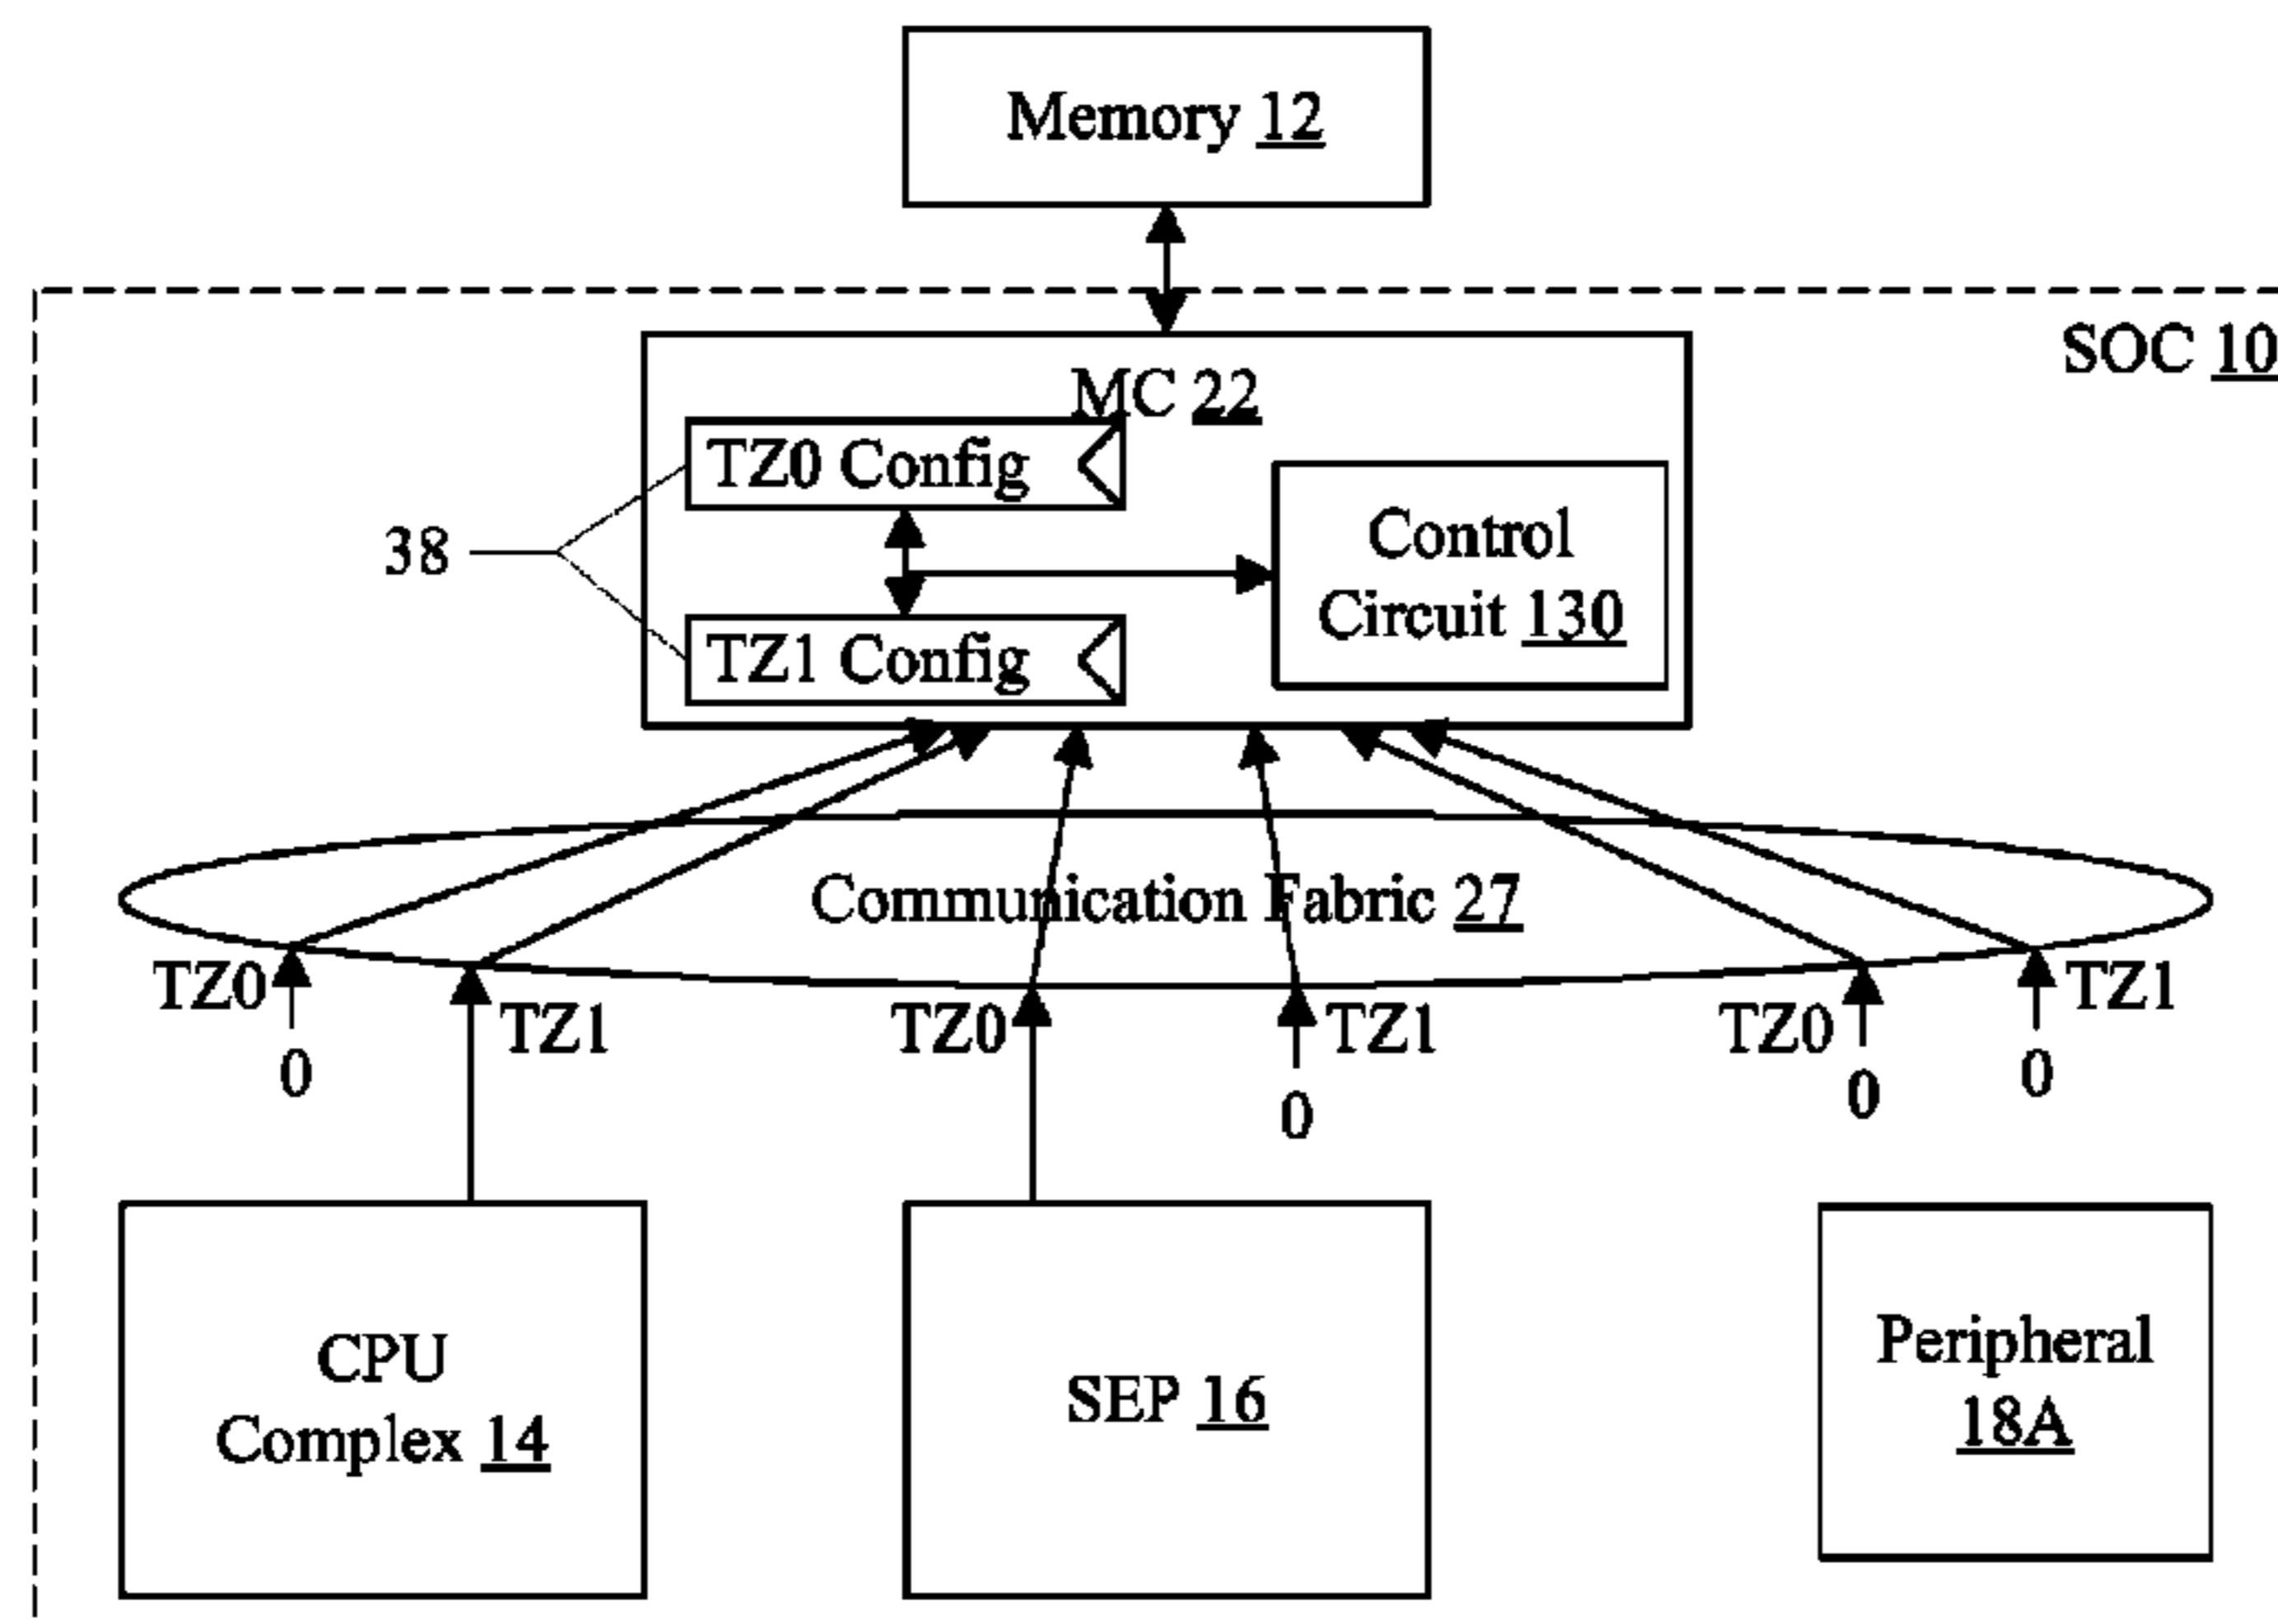 Memory 12
SOC 10
MC 22
TZ0 Config
38
Control
Circuit 130
TZ1 Config
Communication Fabric 27
TZ0
TZ1
TZ0
TZ1
TZ0
TZ1
0
0
0
0
CPU
Complex 14
SEP 16
Peripheral
18A